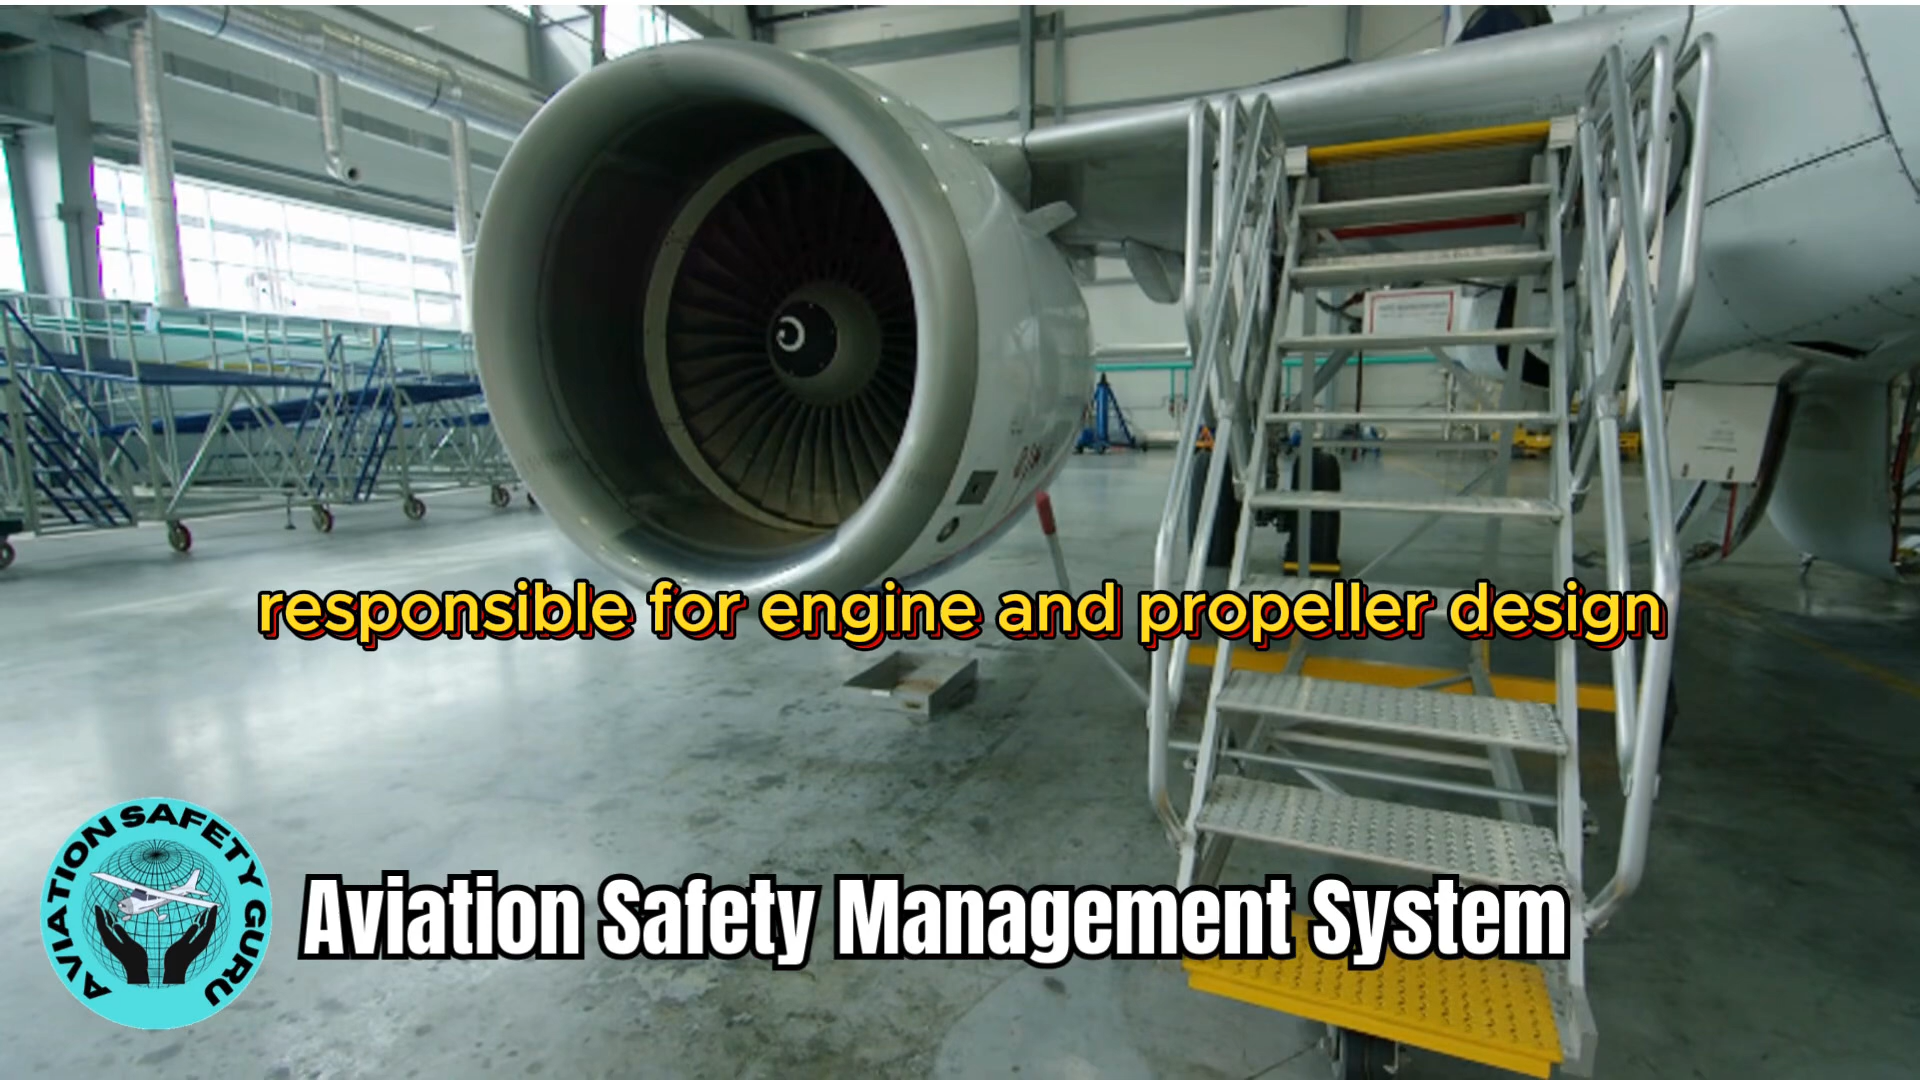 responsible for engine and propeller design
AVIATION SAFETY GURU
Aviation Safety Management System